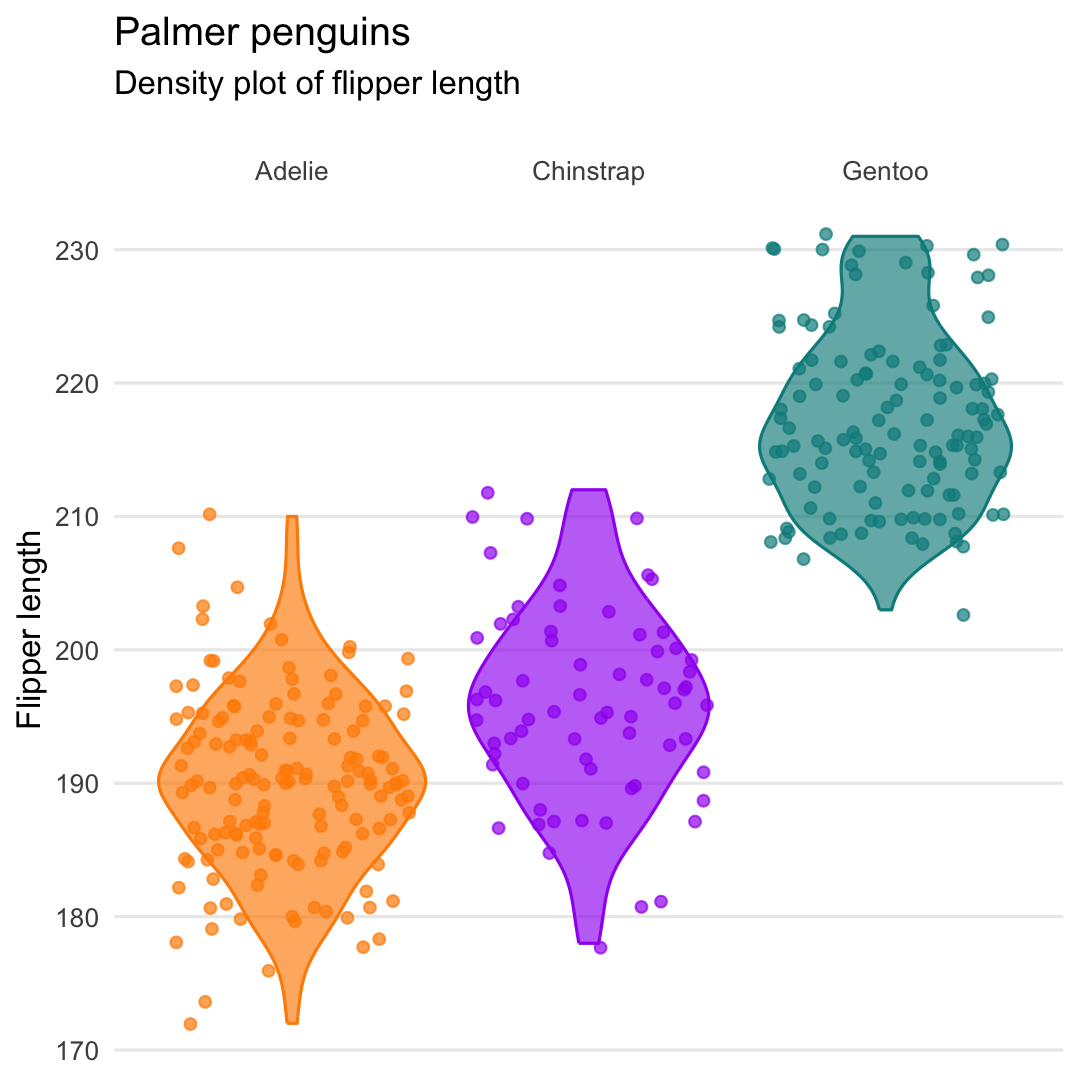 Palmer penguins
Density plot of flipper length
Adelie Chinstrap Gentoo
Flipper length
230
220
210
200
190
180
170